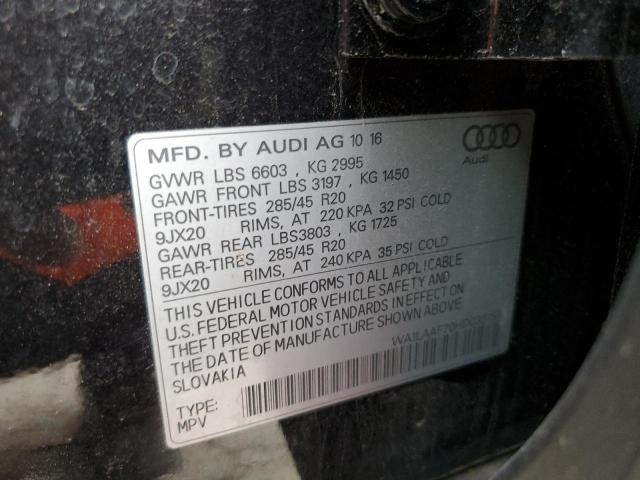 MFD. BY AUDI AG 10 16
GVWR LBS 6603 , KG 2995
GAWR FRONT LBS 3197 , KG 1450
FRONT-TIRES 285/45 R20
9JX20 RIMS, AT 220 KPA 32 PSI COLD
GAWR REAR LBS3803 , KG 1725
REAR-TIRES 285/45 R20
9JX20 RIMS, AT 240 KPA 35 PSI COLD
Audi
THIS VEHICLE CONFORMS TO ALL APPLICABLE
U.S. FEDERAL MOTOR VEHICLE SAFETY AND
THEFT PREVENTION STANDARDS IN EFFECT ON
THE DATE OF MANUFACTURE SHOWN ABOVE.
SLOVAKIA
TYPE:
MPV